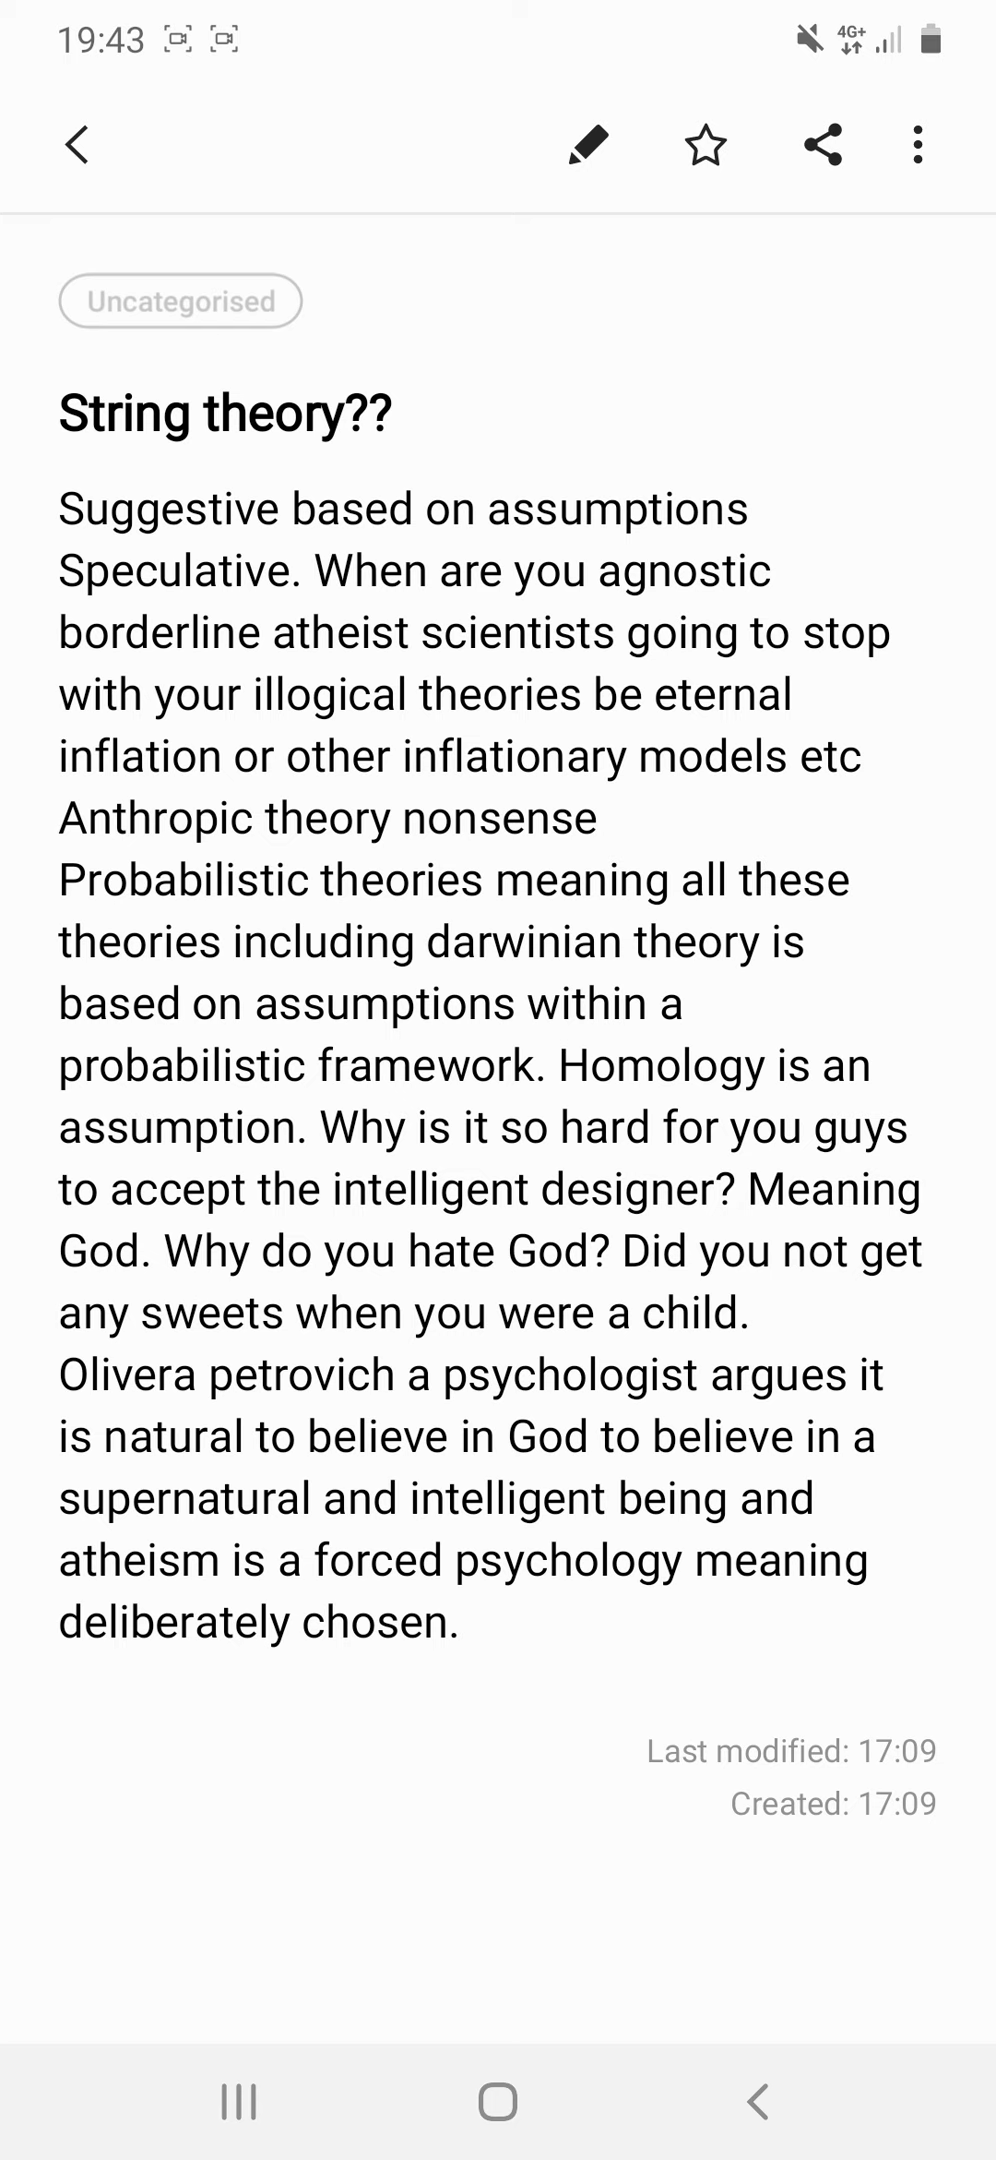 19:43
4G+
Uncategorised
String theory??
Suggestive based on assumptions
Speculative. When are you agnostic
borderline atheist scientists going to stop
with your illogical theories be eternal
inflation or other inflationary models etc
Anthropic theory nonsense
Probabilistic theories meaning all these
theories including darwinian theory is
based on assumptions within a
probabilistic framework. Homology is an
assumption. Why is it so hard for you guys
to accept the intelligent designer? Meaning
God. Why do you hate God? Did you not get
any sweets when you were a child.
Olivera petrovich a psychologist argues it
is natural to believe in God to believe in a
supernatural and intelligent being and
atheism is a forced psychology meaning
deliberately chosen.
Last modified: 17:09
Created: 17:09